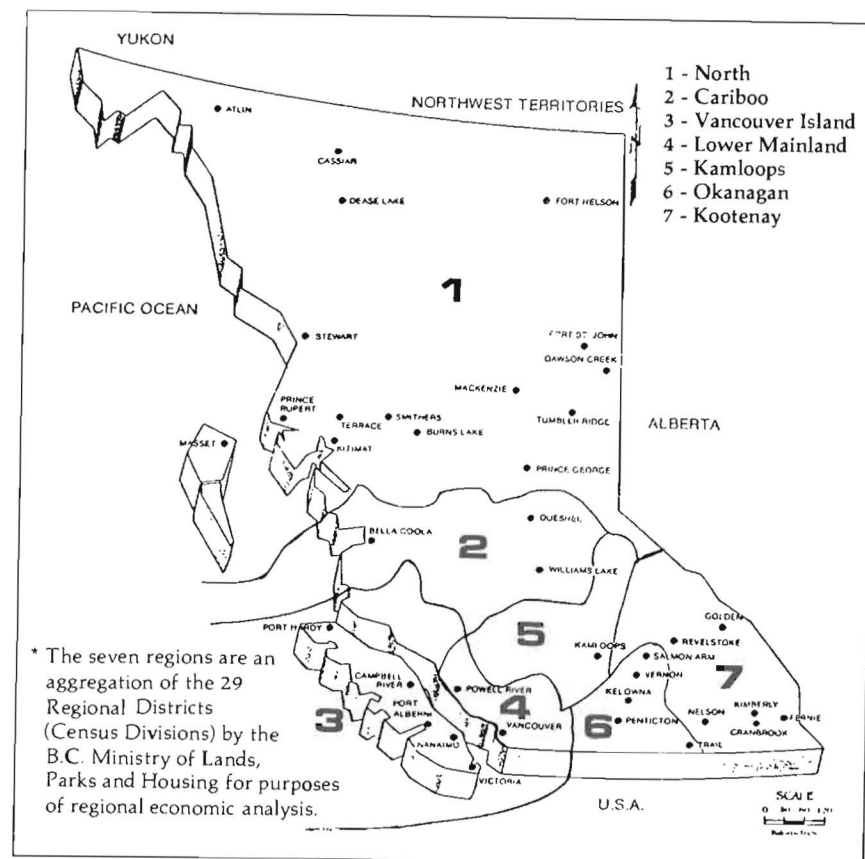 YUKON
1 - North
2 - Cariboo
3 - Vancouver Island
4 - Lower Mainland
5 - Kamloops
6 - Okanagan
7 - Kootenay
NORTHWEST TERRITORIES
ATLIN
CASSIAR
DEASE LAKE
FORT NELSON
1
PACIFIC OCEAN
STEWART
ST. JOHN
DAWSON CREEK
MACKENZIE
PRINCE
RUPERT
TERRACE
SMITHERS
TUMBLER RIDGE
ALBERTA
BURNS LAKE
MASSET
KITIMAT
PRINCE GEORGE
QUESNEL
BELLA COOLA
2
WILLIAMS LAKE
GOLDEN
PORT HARDY
5
REVELSTOKE
KAMLOOPS
SALMON ARM
7
* The seven regions are an
aggregation of the 29
Regional Districts
(Census Divisions) by the
B.C. Ministry of Lands,
Parks and Housing for purposes
of regional economic analysis.
CAMPBELL
RIVER
POWELL RIVER
VERNON
KELOWNA
PORT
ALBERNI
3
4
VANCOUVER
6
PENTICTON
NELSON
KIMBERLY
FERNIE
CRANBROOK
NANAIMO
TRAIL
VICTORIA
U.S.A.
SCALE
0